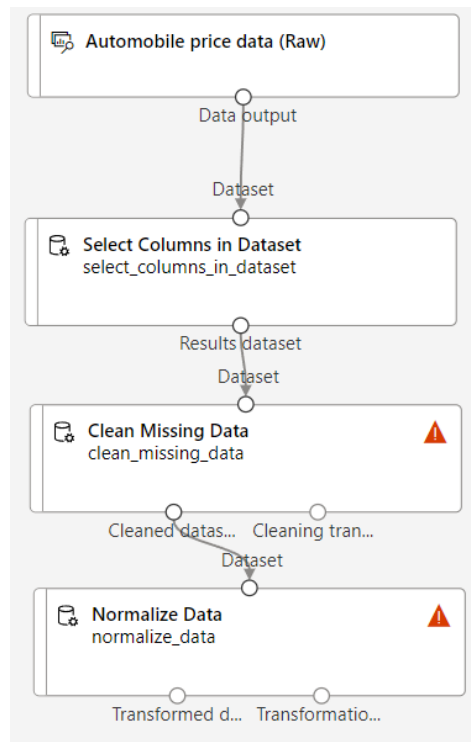 Automobile price data (Raw)
Data output
Dataset
Select Columns in Dataset
select_columns_in_dataset
Results dataset
Dataset
Clean Missing Data
clean_missing_data
Cleaned datas... Cleaning tran...
Dataset
Normalize Data
normalize_data
Transformed d... Transformatio...